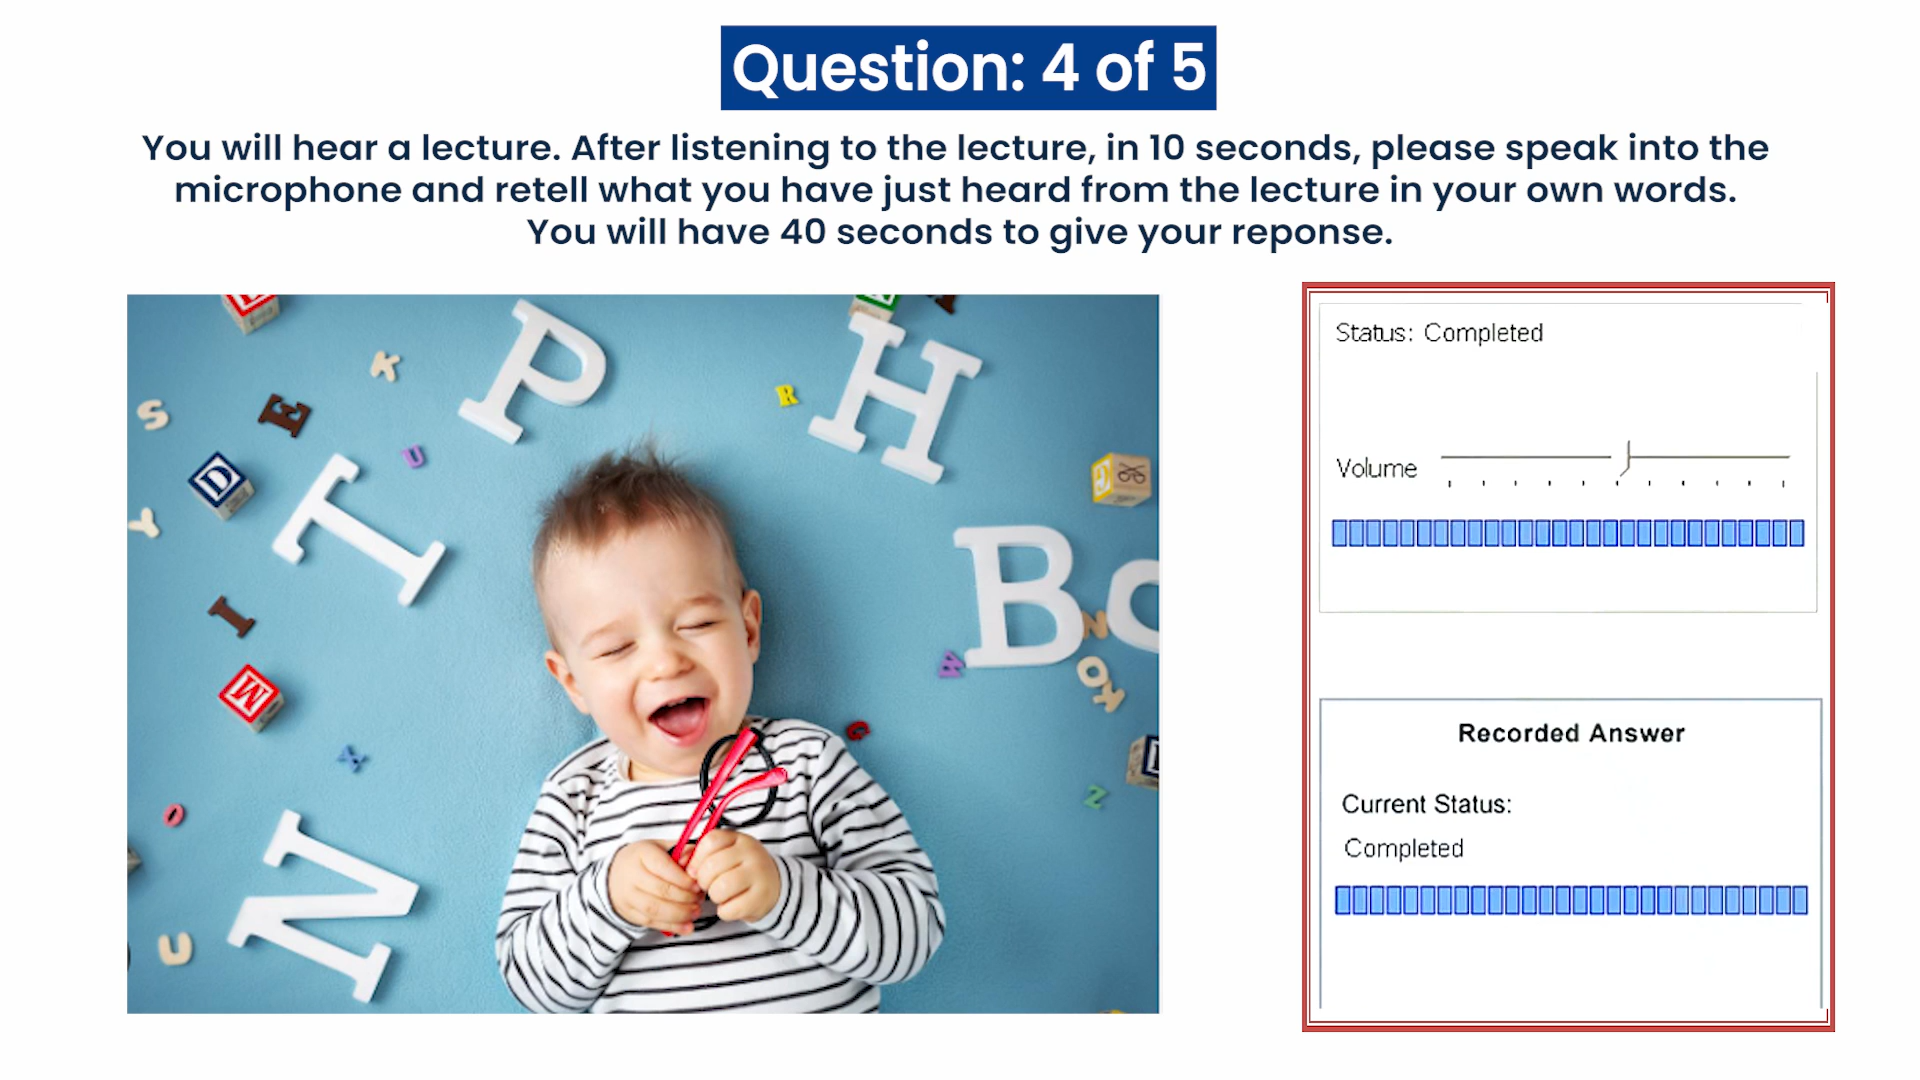 Question: 4 of 5
You will hear a lecture. After listening to the lecture, in 10 seconds, please speak into the
microphone and retell what you have just heard from the lecture in your own words.
You will have 40 seconds to give your reponse.
Status: Completed
Volume
Recorded Answer
Current Status:
Completed
P
H
K
R
S
E
U
D
T
Y
B
I
N
W
M
X
G
O
Z
N
U